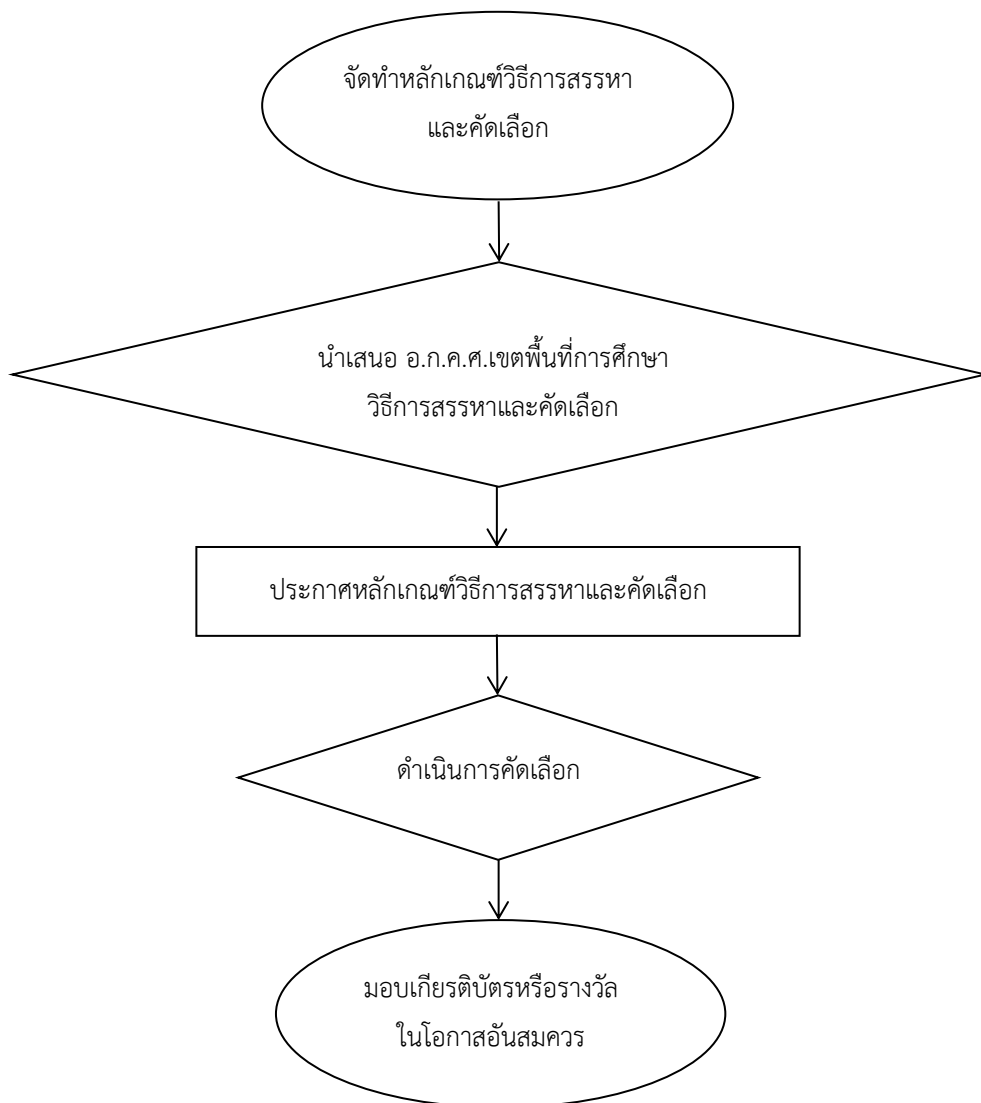 จัดทำหลักเกณฑ์วิธีการสรรหา
และคัดเลือก
นำเสนอ อ.ก.ค.ศ.เขตพื้นที่การศึกษา
วิธีการสรรหาและคัดเลือก
ประกาศหลักเกณฑ์วิธีการสรรหาและคัดเลือก
ดำเนินการคัดเลือก
มอบเกียรติบัตรหรือรางวัล
ในโอกาสอันสมควร